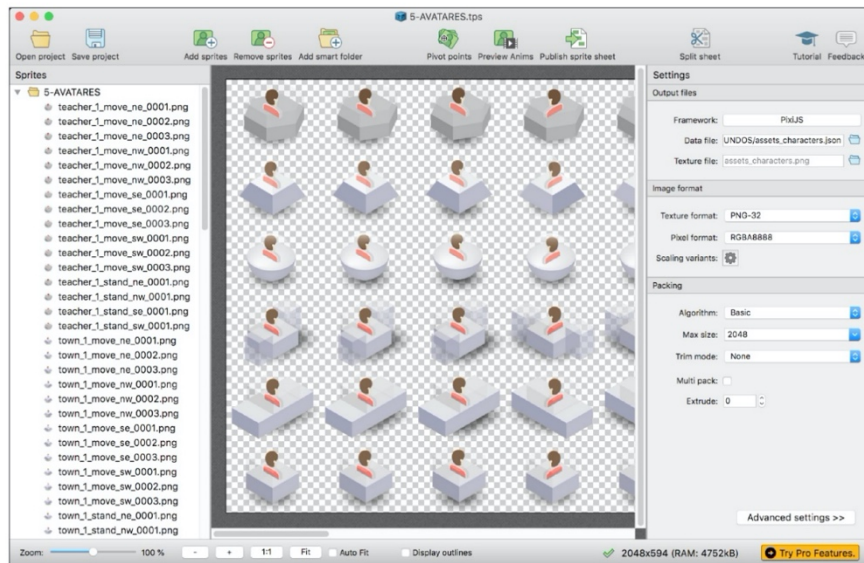 5-AVATARES.tps
Open project Save project Add sprites Remove sprites Add smart folder Pivot points Preview Anims Publish sprite sheet Split sheet Tutorial Feedback
Sprites
5-AVATARES
teacher_1_move_ne_0001.png
teacher_1_move_ne_0002.png
teacher_1_move_ne_0003.png
teacher_1_move_nw_0001.png
teacher_1_move_nw_0002.png
teacher_1_move_nw_0003.png
teacher_1_move_se_0001.png
teacher_1_move_se_0002.png
teacher_1_move_se_0003.png
teacher_1_move_sw_0001.png
teacher_1_move_sw_0002.png
teacher_1_move_sw_0003.png
teacher_1_stand_ne_0001.png
teacher_1_stand_nw_0001.png
teacher_1_stand_se_0001.png
teacher_1_stand_sw_0001.png
town_1_move_ne_0001.png
town_1_move_ne_0002.png
town_1_move_ne_0003.png
town_1_move_nw_0001.png
town_1_move_nw_0002.png
town_1_move_nw_0003.png
town_1_move_se_0001.png
town_1_move_se_0002.png
town_1_move_se_0003.png
town_1_move_sw_0001.png
town_1_move_sw_0002.png
town_1_move_sw_0003.png
town_1_stand_ne_0001.png
town_1_stand_nw_0001.png
Settings
Output files
Framework: PixiJS
Data file: UNDOS/assets_characters.json
Texture file: assets_characters.png
Image format
Texture format: PNG-32
Pixel format: RGBA8888
Scaling variants:
Packing
Algorithm: Basic
Max size: 2048
Trim mode: None
Multi pack:
Extrude: 0
Advanced settings >>
Zoom: 100 % - + 1:1 Fit Auto Fit Display outlines 2048x594 (RAM: 4752kB) Try Pro Features.